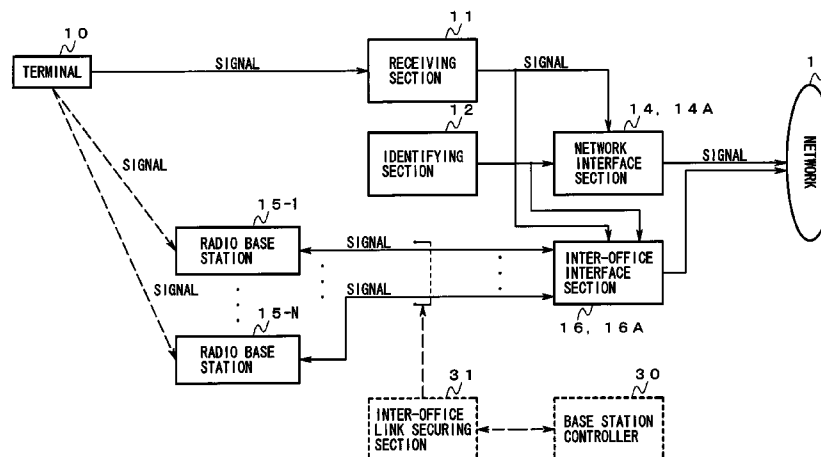 10
TERMINAL
SIGNAL
11
RECEIVING
SECTION
SIGNAL
12
IDENTIFYING
SECTION
14, 14A
NETWORK
INTERFACE
SECTION
SIGNAL
NETWORK
SIGNAL
15-1
RADIO BASE
STATION
SIGNAL
INTER-OFFICE
INTERFACE
SECTION
16, 16A
SIGNAL
SIGNAL
15-N
RADIO BASE
STATION
31
INTER-OFFICE
LINK SECURING
SECTION
30
BASE STATION
CONTROLLER